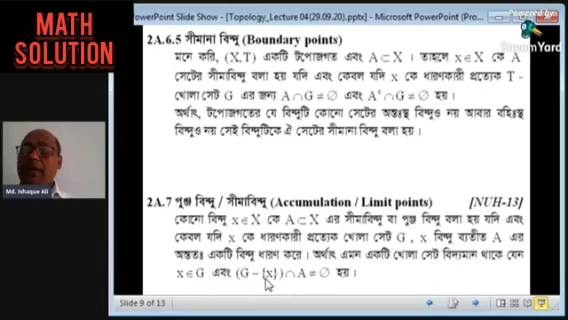 PowerPoint Slide Show - [Topology_Lecture 04(29.09.20).pptx] - Microsoft PowerPoint
Powered by
StreamYard
MATH
SOLUTION
2A.6.5 সীমানা বিন্দু (Boundary points)
মনে করি, (X, T) একটি টপোজগত এবং A⊂X । তাহলে x∈X কে A
সেটের সীমাবিন্দু বলা হয় যদি এবং কেবল যদি x কে ধারণকারী প্রত্যেক T -
খোলা সেট G এর জন্য A∩G≠∅ এবং Aᶜ∩G≠∅ হয়।
অর্থাৎ, টপোজগতের যে বিন্দুটি কোনো সেটের অন্তঃস্থ বিন্দুও নয় আবার বহিঃস্থ
বিন্দুও নয় সেই বিন্দুটিকে ঐ সেটের সীমানা বিন্দু বলা হয়।
Md. Ishaque Ali
2A.7 পুঞ্জ বিন্দু / সীমাবিন্দু (Accumulation / Limit points) [NUH-13]
কোনো বিন্দু x∈X কে A⊂X এর সীমাবিন্দু বা পুঞ্জ বিন্দু বলা হয় যদি এবং
কেবল যদি x কে ধারণকারী প্রত্যেক খোলা সেট G, x বিন্দু ব্যতীত A এর
অন্ততঃ একটি বিন্দু ধারণ করে। অর্থাৎ এমন একটি খোলা সেট বিদ্যমান থাকে যেন
x∈G এবং (G−{x})∩A≠∅ হয়।
Slide 9 of 13